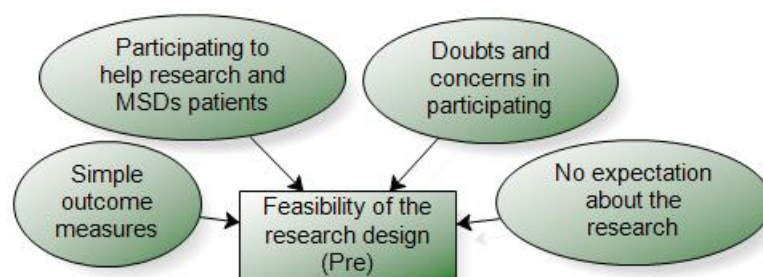 Participating to
help research and
MSDs patients
Doubts and
concerns in
participating
Simple
outcome
measures
No expectation
about the
research
Feasibility of the
research design
(Pre)